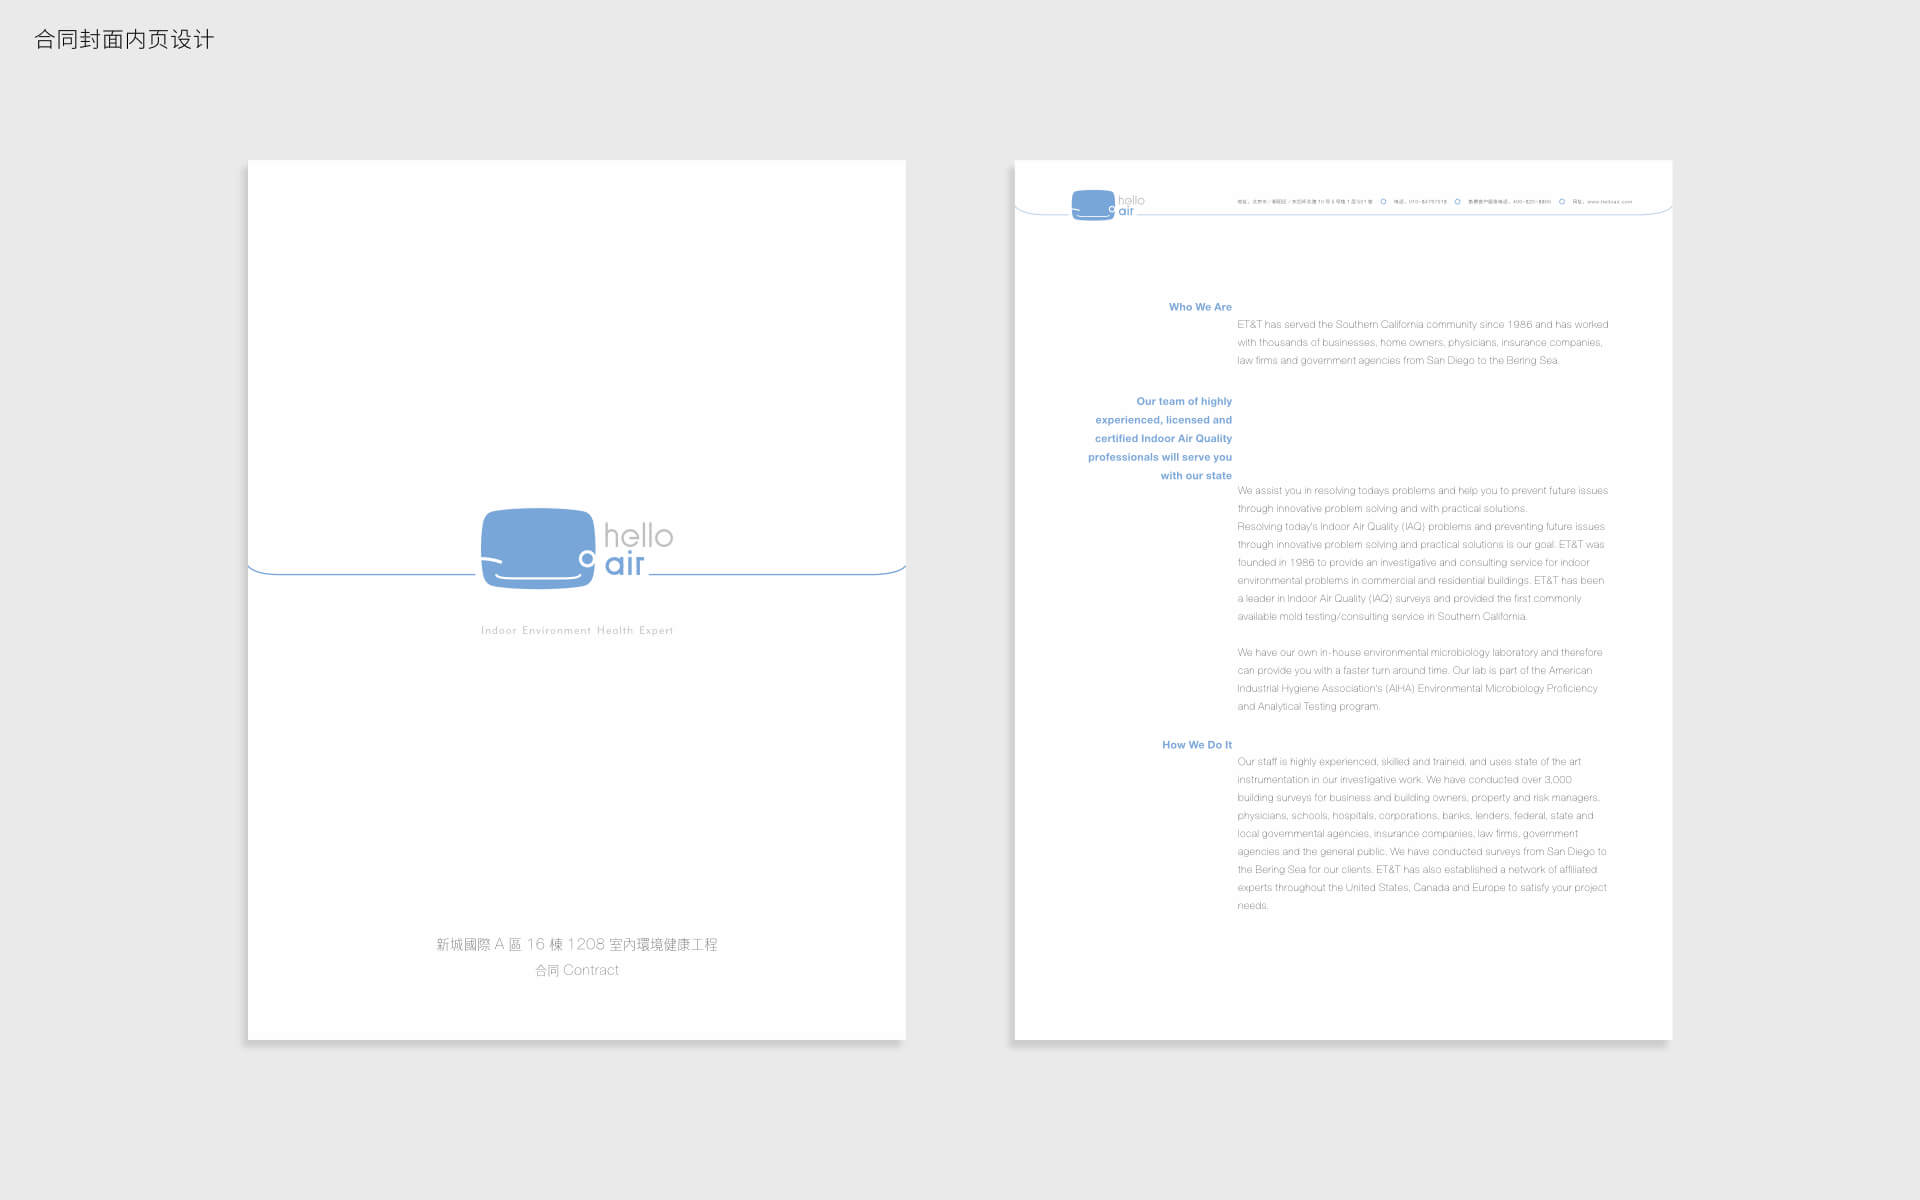 合同封面内页设计
hello
air
Indoor Environment Health Expert
新城國際 A 區 16 棟 1208 室內環境健康工程
合同 Contract
hello
air
www.helloair.com
Who We Are
ET&T has served the Southern California community since 1986 and has worked
with thousands of businesses, home owners, physicians, insurance companies,
law firms and government agencies from San Diego to the Bering Sea.
Our team of highly
experienced, licensed and
certified Indoor Air Quality
professionals will serve you
with our state
We assist you in resolving todays problems and help you to prevent future issues
through innovative problem solving and with practical solutions.
Resolving today's Indoor Air Quality (IAQ) problems and preventing future issues
through innovative problem solving and practical solutions is our goal. ET&T was
founded in 1986 to provide an investigative and consulting service for indoor
environmental problems in commercial and residential buildings. ET&T has been
a leader in Indoor Air Quality (IAQ) surveys and provided the first commonly
available mold testing/consulting service in Southern California.
We have our own in-house environmental microbiology laboratory and therefore
can provide you with a faster turn around time. Our lab is part of the American
Industrial Hygiene Association's (AIHA) Environmental Microbiology Proficiency
and Analytical Testing program.
How We Do It
Our staff is highly experienced, skilled and trained, and uses state of the art
instrumentation in our investigative work. We have conducted over 3,000
building surveys for business and building owners, property and risk managers,
physicians, schools, hospitals, corporations, banks, lenders, federal, state and
local governmental agencies, insurance companies, law firms, government
agencies and the general public. We have conducted surveys from San Diego to
the Bering Sea for our clients. ET&T has also established a network of affiliated
experts throughout the United States, Canada and Europe to satisfy your project
needs.